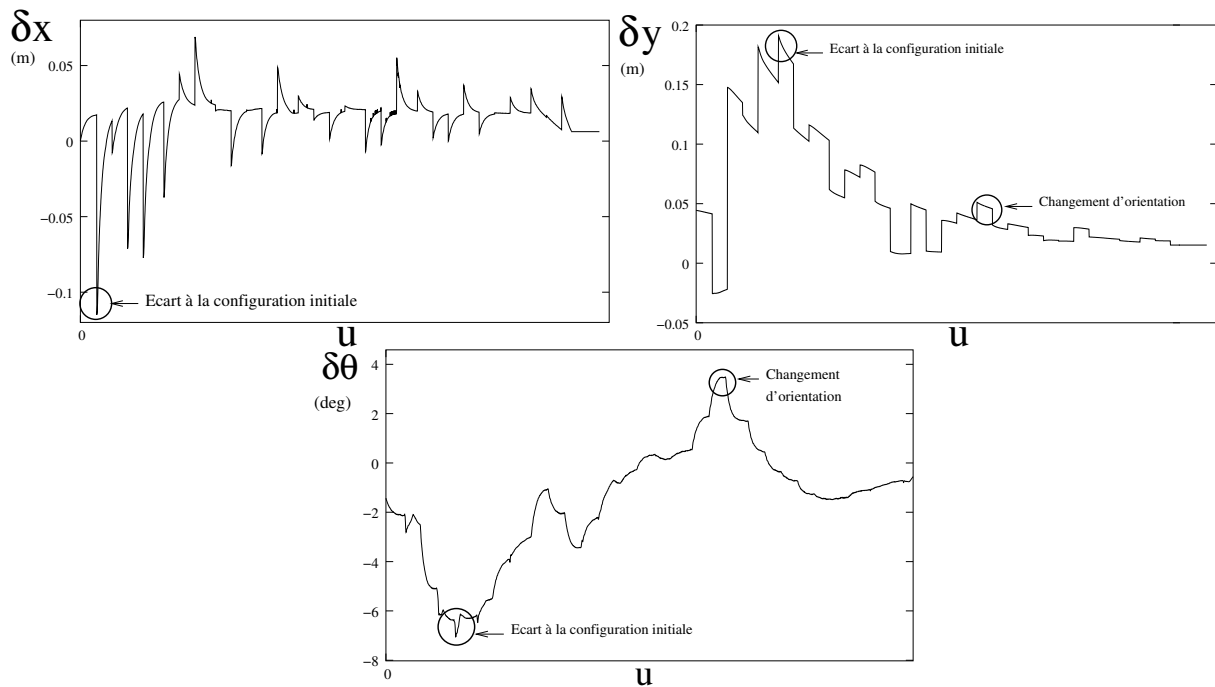 δx
(m)
0.05
0
−0.05
−0.1
Ecart à la configuration initiale
0
u
δy
(m)
0.2
0.15
0.1
0.05
0
−0.05
Ecart à la configuration initiale
Changement d'orientation
0
u
δθ
(deg)
4
2
0
−2
−4
−6
−8
Changement
d'orientation
Ecart à la configuration initiale
0
u